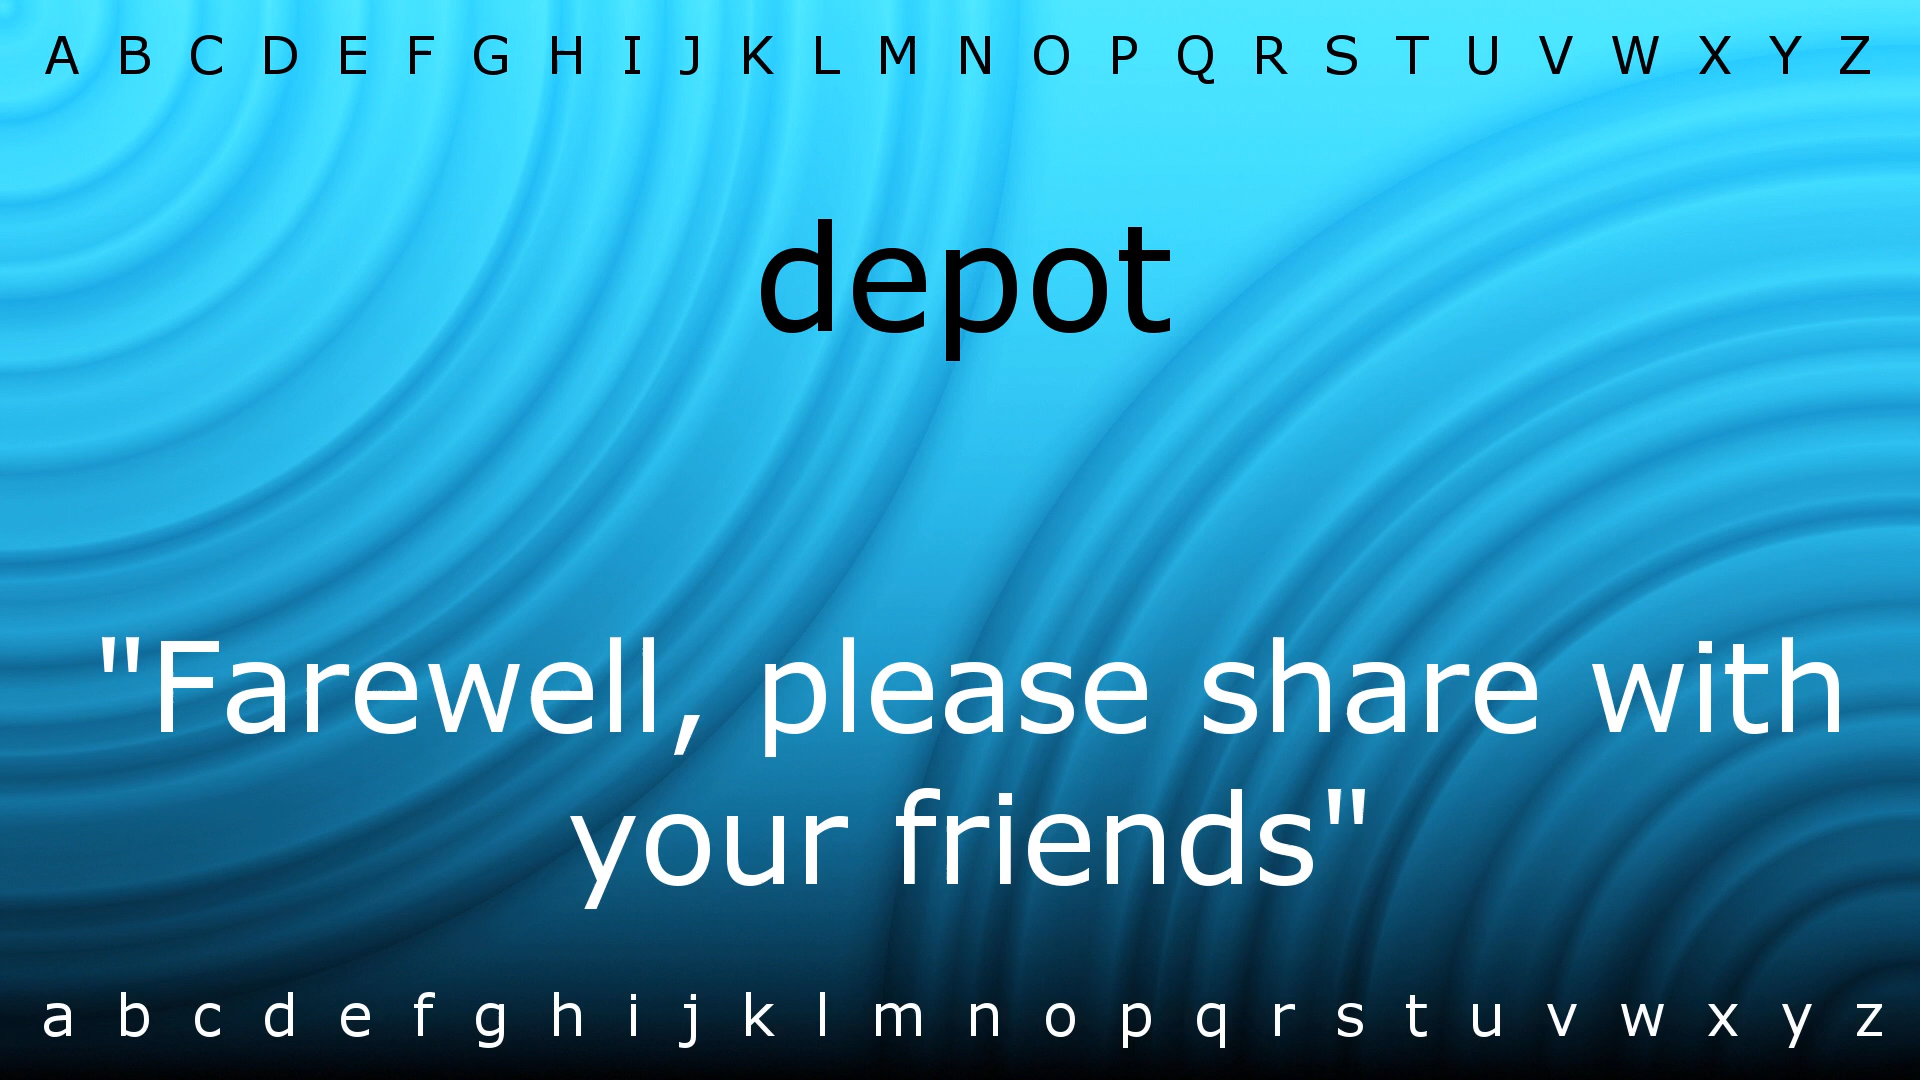 A B C D E F G H I J K L M N O P Q R S T U V W X Y Z
depot
"Farewell, please share with
your friends"
a b c d e f g h i j k l m n o p q r s t u v w x y z